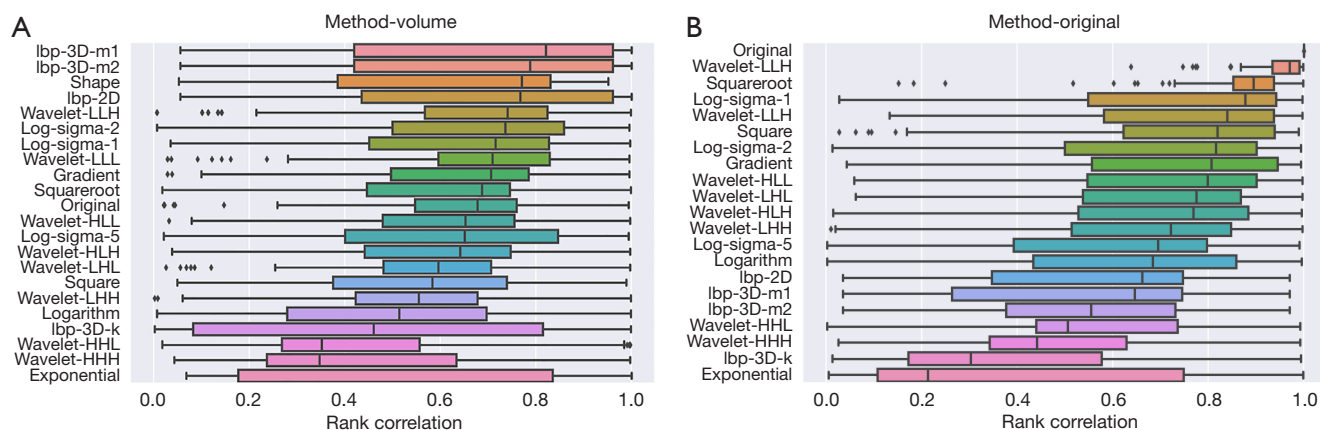 A
Method-volume
lbp-3D-m1
lbp-3D-m2
Shape
lbp-2D
Wavelet-LLH
Log-sigma-2
Log-sigma-1
Wavelet-LLL
Gradient
Squareroot
Original
Wavelet-HLL
Log-sigma-5
Wavelet-HLH
Wavelet-LHL
Square
Wavelet-LHH
Logarithm
lbp-3D-k
Wavelet-HHL
Wavelet-HHH
Exponential
0.0 0.2 0.4 0.6 0.8 1.0
Rank correlation
B
Method-original
Original
Wavelet-LLH
Squareroot
Log-sigma-1
Wavelet-LLH
Square
Log-sigma-2
Gradient
Wavelet-HLL
Wavelet-LHL
Wavelet-HLH
Wavelet-LHH
Log-sigma-5
Logarithm
lbp-2D
lbp-3D-m1
lbp-3D-m2
Wavelet-HHL
Wavelet-HHH
lbp-3D-k
Exponential
0.0 0.2 0.4 0.6 0.8 1.0
Rank correlation